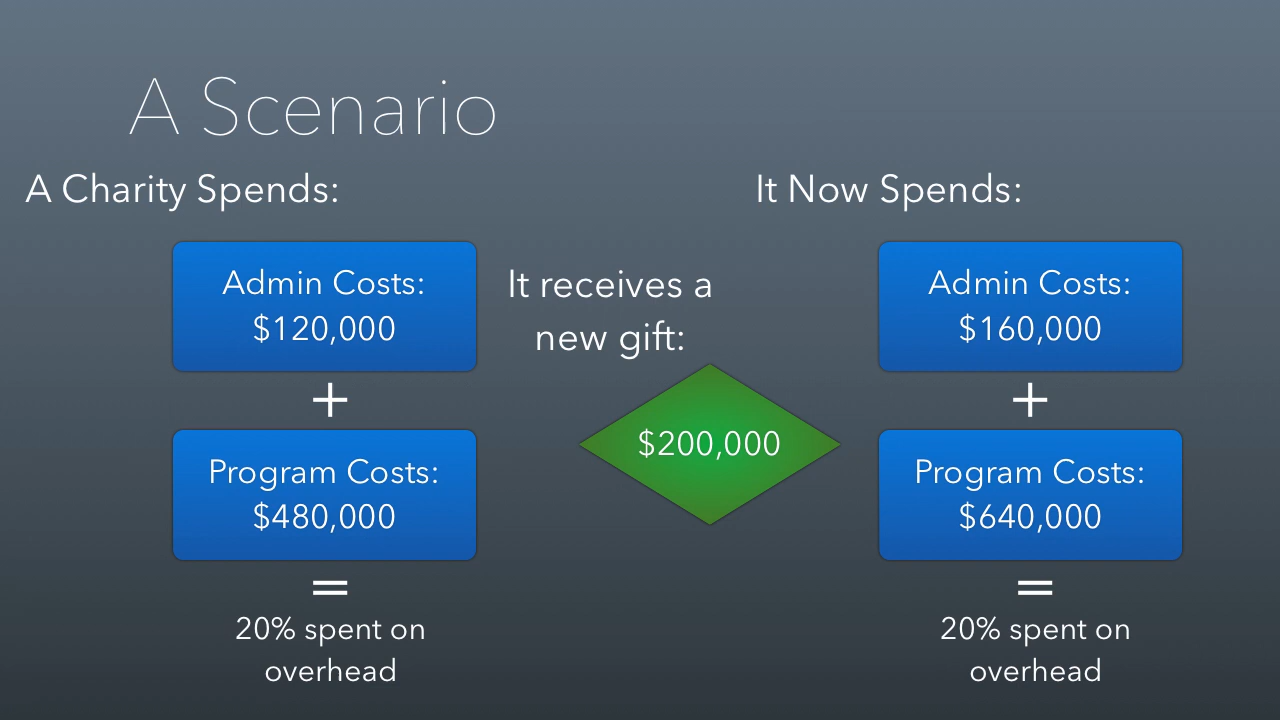 A Scenario
A Charity Spends:
Admin Costs:
$120,000
+
Program Costs:
$480,000
=
20% spent on
overhead
It receives a
new gift:
$200,000
It Now Spends:
Admin Costs:
$160,000
+
Program Costs:
$640,000
=
20% spent on
overhead